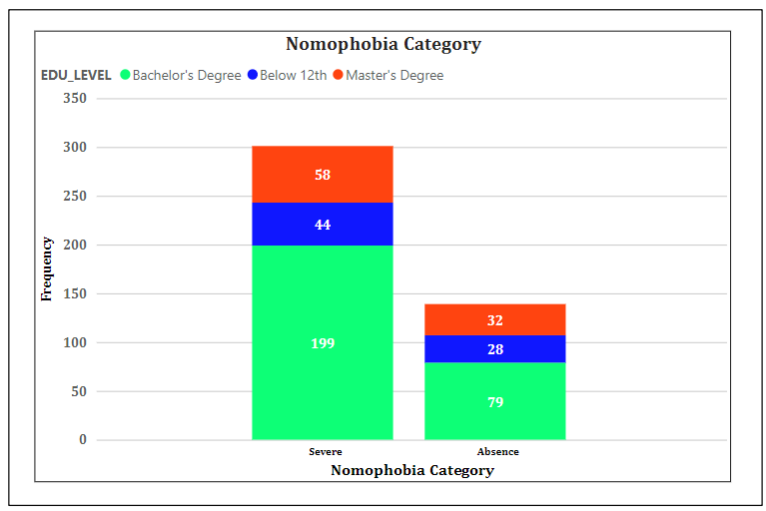 Nomophobia Category
EDU_LEVEL Bachelor's Degree Below 12th Master's Degree
350
300
250
200
150
100
50
0
Frequency
58
44
199
32
28
79
Severe Absence
Nomophobia Category